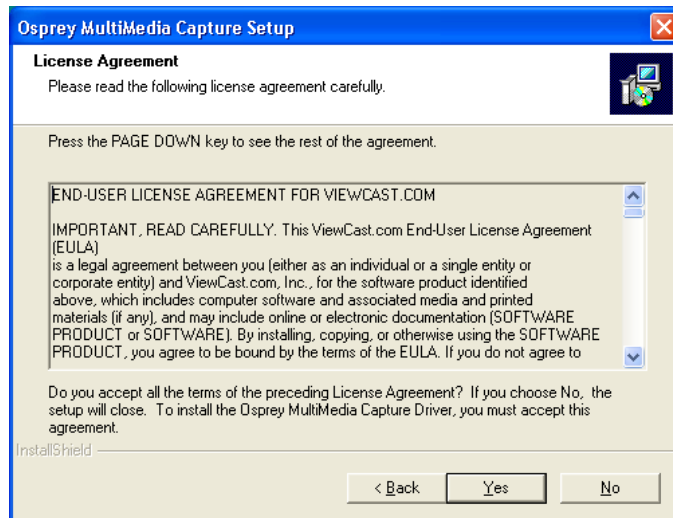 Osprey MultiMedia Capture Setup
License Agreement
Please read the following license agreement carefully.
Press the PAGE DOWN key to see the rest of the agreement.
END-USER LICENSE AGREEMENT FOR VIEWCAST.COM
IMPORTANT, READ CAREFULLY. This ViewCast.com End-User License Agreement
(EULA)
is a legal agreement between you (either as an individual or a single entity or
corporate entity) and ViewCast.com, Inc., for the software product identified
above, which includes computer software and associated media and printed
materials (if any), and may include online or electronic documentation (SOFTWARE
PRODUCT or SOFTWARE). By installing, copying, or otherwise using the SOFTWARE
PRODUCT, you agree to be bound by the terms of the EULA. If you do not agree to
Do you accept all the terms of the preceding License Agreement? If you choose No, the
setup will close. To install the Osprey MultiMedia Capture Driver, you must accept this
agreement.
InstallShield
< Back Yes No